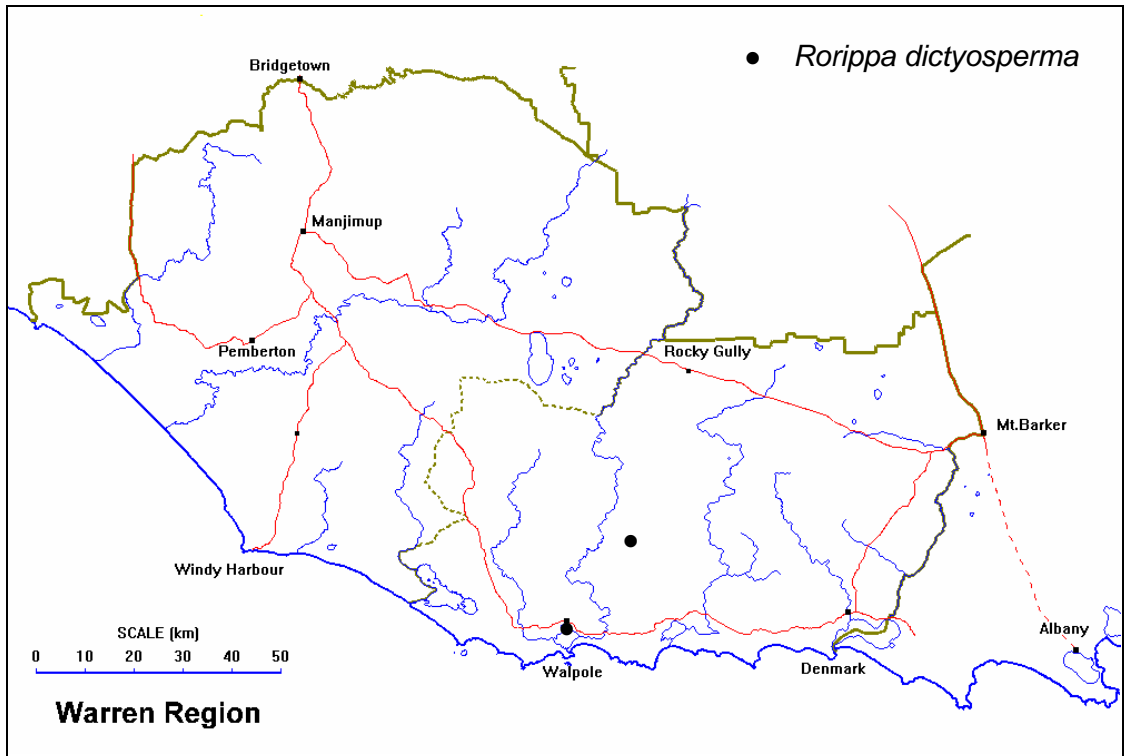 Bridgetown
Rorippa dictyosperma
Manjimup
Pemberton
Rocky Gully
Mt.Barker
Windy Harbour
SCALE (km)
0 10 20 30 40 50
Walpole
Denmark
Albany
Warren Region